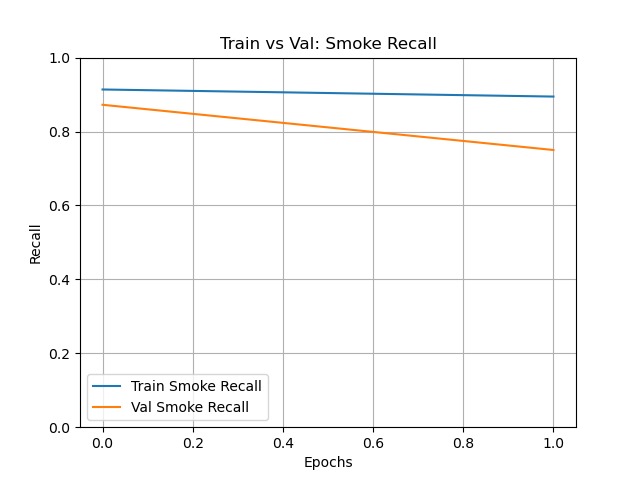 Train vs Val: Smoke Recall
1.0
0.8
0.6
0.4
0.2
0.0
Recall
Train Smoke Recall
Val Smoke Recall
0.0 0.2 0.4 0.6 0.8 1.0
Epochs